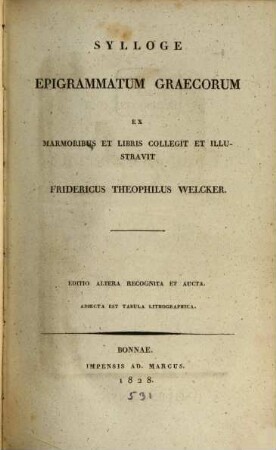 SYLLOGE
EPIGRAMMATUM GRAECORUM
EX
MARMORIBUS ET LIBRIS COLLEGIT ET ILLU-
STRAVIT
FRIDERICUS THEOPHILUS WELCKER.
EDITIO ALTERA RECOGNITA ET AUCTA.
ADIECTA EST TABULA LITHOGRAPHICA.
BONNAE.
IMPENSIS AD. MARCUS.
1828.
531